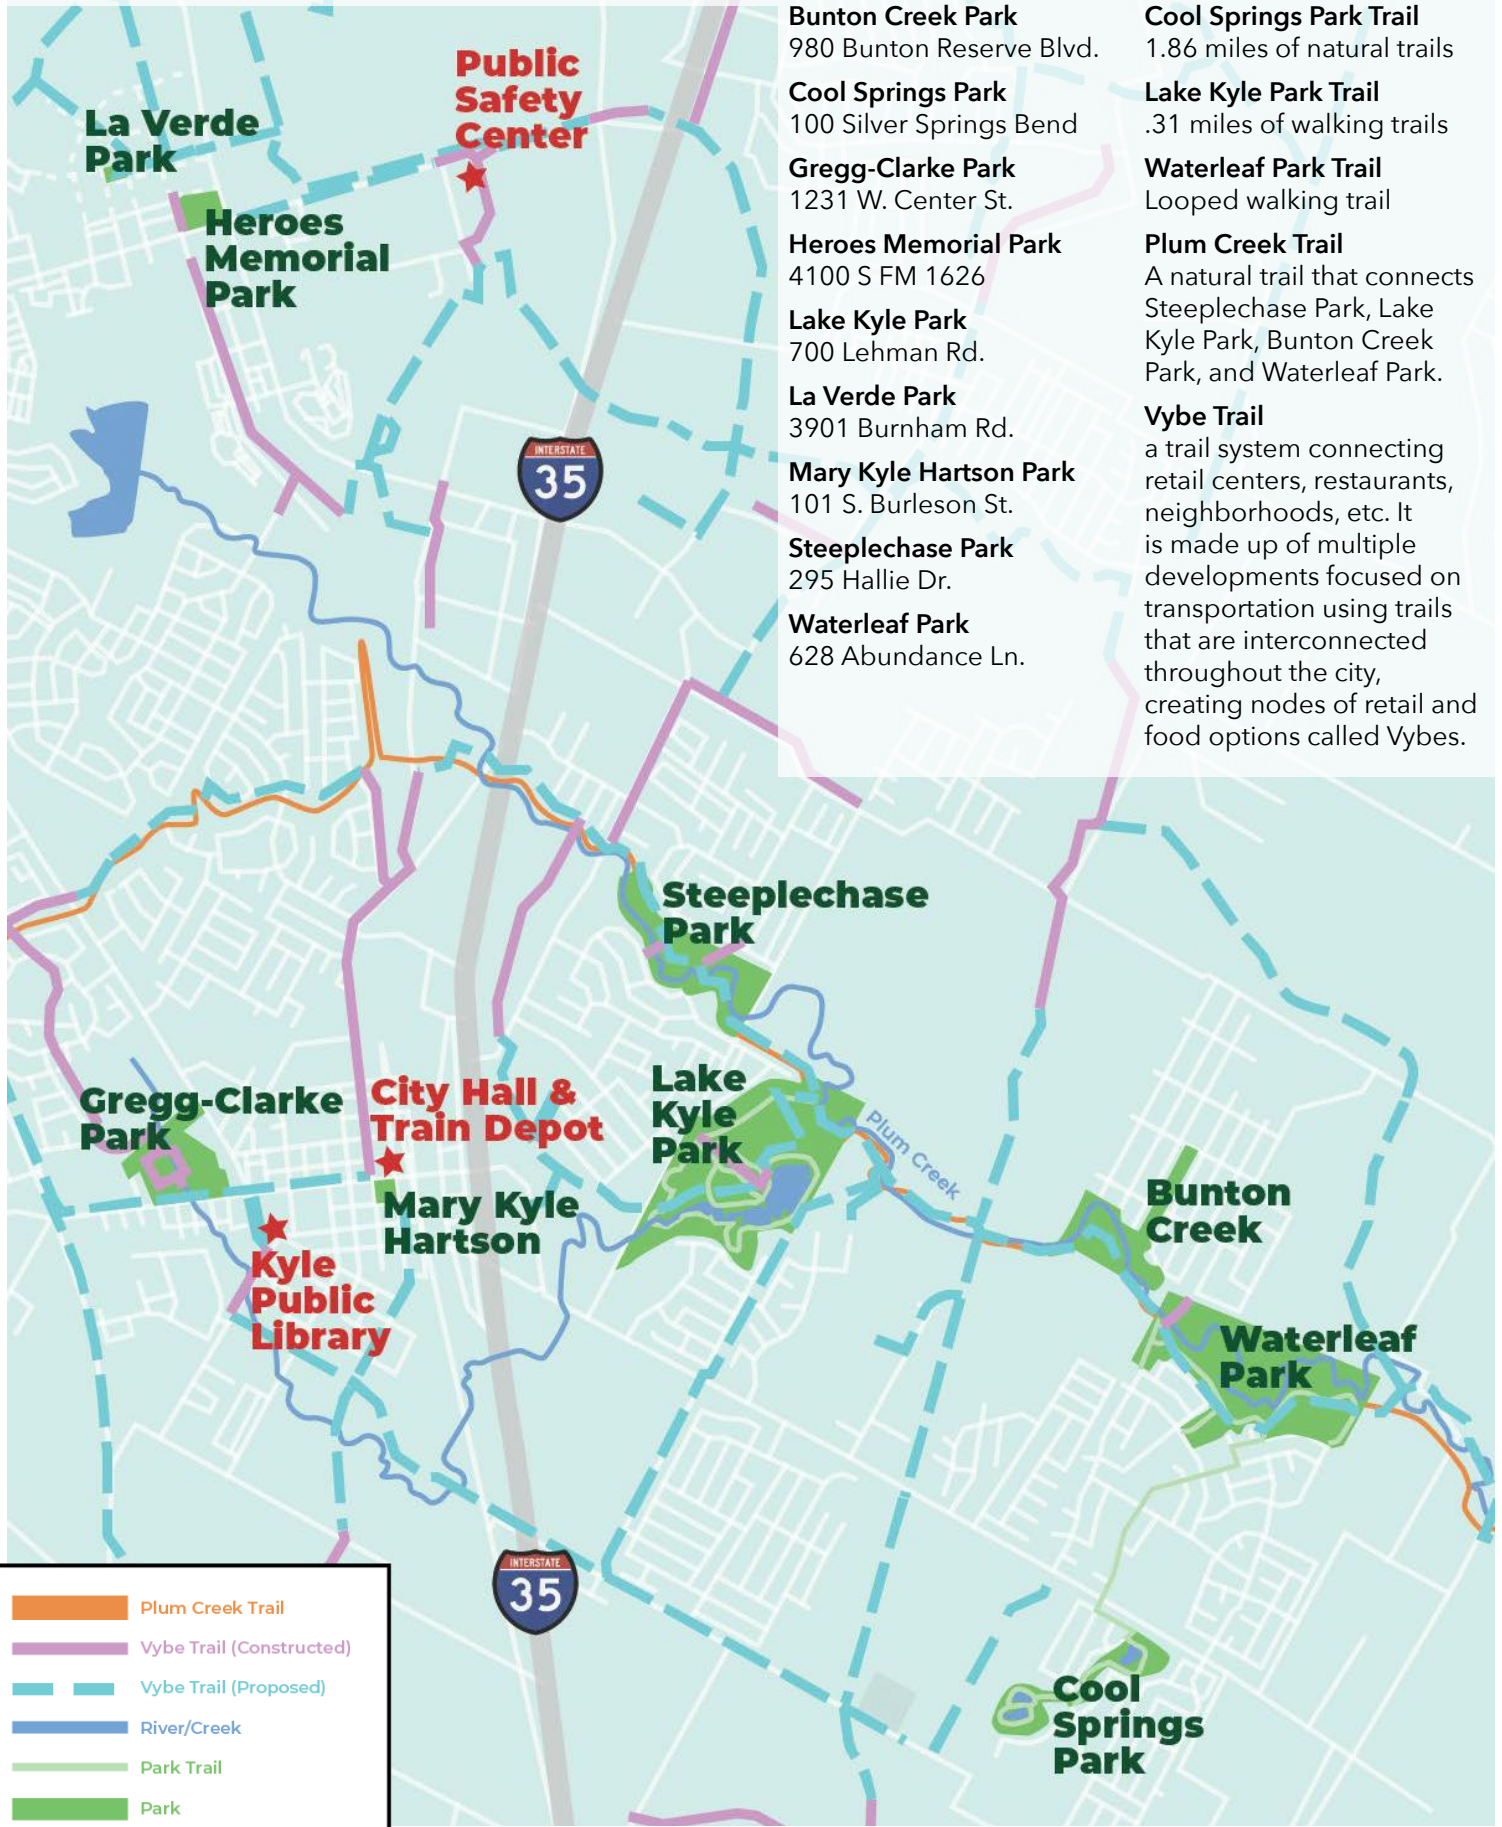 Bunton Creek Park
980 Bunton Reserve Blvd.
Cool Springs Park
100 Silver Springs Bend
Gregg-Clarke Park
1231 W. Center St.
Heroes Memorial Park
4100 S FM 1626
Lake Kyle Park
700 Lehman Rd.
La Verde Park
3901 Burnham Rd.
Mary Kyle Hartson Park
101 S. Burleson St.
Steeplechase Park
295 Hallie Dr.
Waterleaf Park
628 Abundance Ln.
Cool Springs Park Trail
1.86 miles of natural trails
Lake Kyle Park Trail
.31 miles of walking trails
Waterleaf Park Trail
Looped walking trail
Plum Creek Trail
A natural trail that connects
Steeplechase Park, Lake
Kyle Park, Bunton Creek
Park, and Waterleaf Park.
Vybe Trail
a trail system connecting
retail centers, restaurants,
neighborhoods, etc. It
is made up of multiple
developments focused on
transportation using trails
that are interconnected
throughout the city,
creating nodes of retail and
food options called Vybes.
Public
Safety
Center
La Verde
Park
Heroes
Memorial
Park
INTERSTATE
35
Steeplechase
Park
Lake
Kyle
Park
Plum Creek
Gregg-Clarke
Park
City Hall &
Train Depot
Mary Kyle
Hartson
Kyle
Public
Library
Bunton
Creek
Waterleaf
Park
INTERSTATE
35
Cool
Springs
Park
Plum Creek Trail
Vybe Trail (Constructed)
Vybe Trail (Proposed)
River/Creek
Park Trail
Park